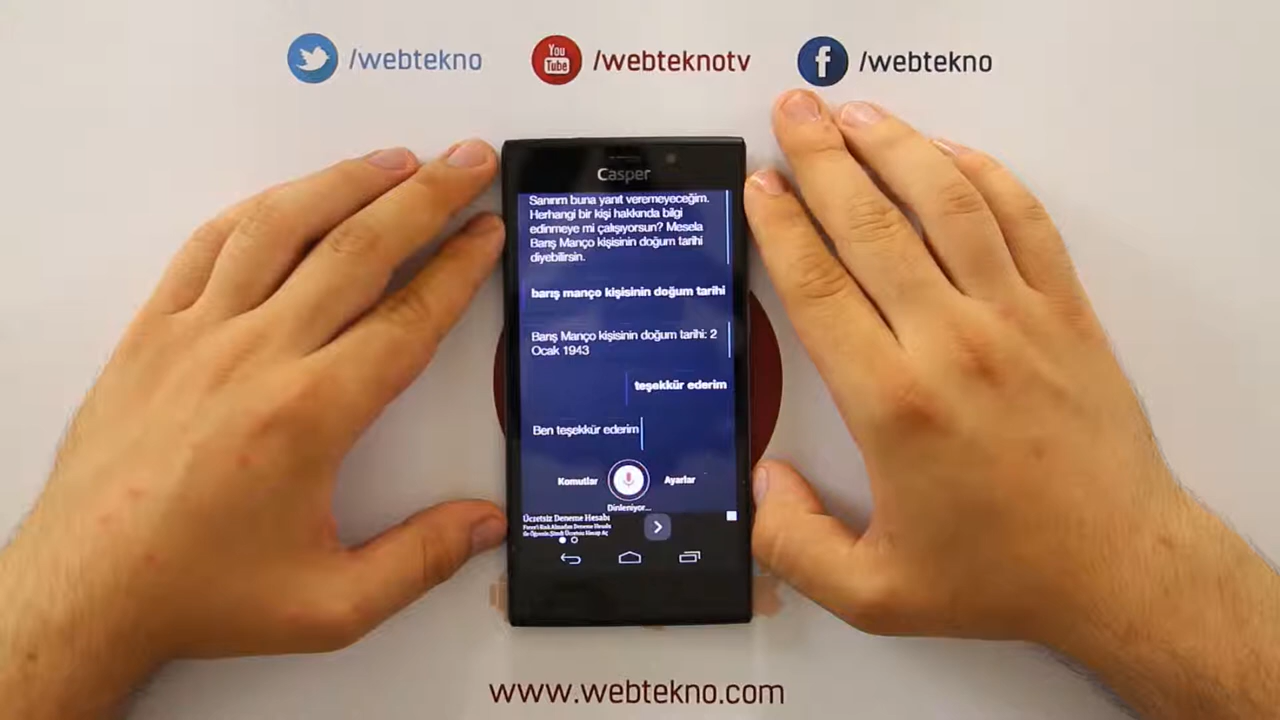 /webtekno
You
Tube
/webteknotv
f
/webtekno
Casper
Sanırım buna yanıt veremeyeceğim.
Herhangi bir kişi hakkında bilgi
edinmeye mi çalışıyorsun? Mesela
Barış Manço kişisinin doğum tarihi
diyebilirsin.
barış manço kişisinin doğum tarihi
Barış Manço kişisinin doğum tarihi: 2
Ocak 1943
teşekkür ederim
Ben teşekkür ederim
Komutlar
Ayarlar
Dinleniyor...
Ücretsiz Deneme Hesabı
www.webtekno.com